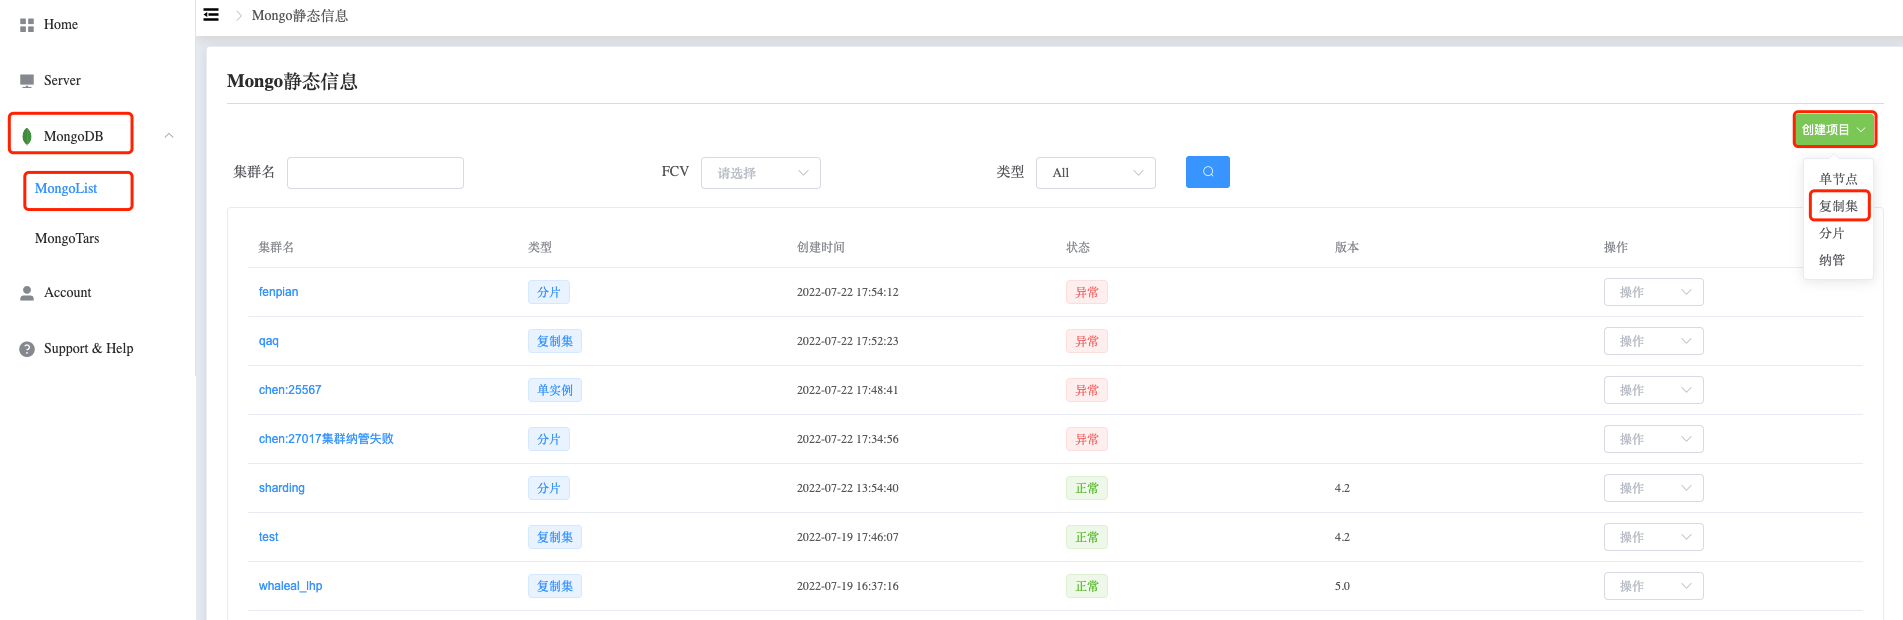 Home
Server
MongoDB
MongoList
MongoTars
Account
Support & Help
Mongo静态信息
Mongo静态信息
创建项目
集群名
FCV 请选择
类型 All
单节点
复制集
分片
纳管
集群名 类型 创建时间 状态 版本 操作
fenpian 分片 2022-07-22 17:54:12 异常 操作
qaq 复制集 2022-07-22 17:52:23 异常 操作
chen:25567 单实例 2022-07-22 17:48:41 异常 操作
chen:27017集群纳管失败 分片 2022-07-22 17:34:56 异常 操作
sharding 分片 2022-07-22 13:54:40 正常 4.2 操作
test 复制集 2022-07-19 17:46:07 正常 4.2 操作
whaleal_lhp 复制集 2022-07-19 16:37:16 正常 5.0 操作